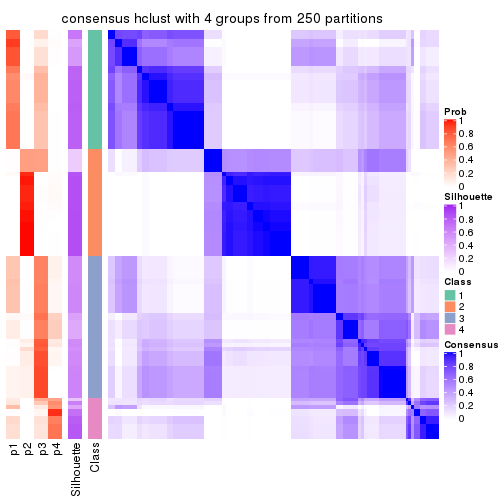 consensus hclust with 4 groups from 250 partitions
Prob
1
0.8
0.6
0.4
0.2
0
Silhouette
1
0.8
0.6
0.4
0.2
0
Class
1
2
3
4
Consensus
1
0.8
0.6
0.4
0.2
0
p1
p2
p3
p4
Silhouette
Class